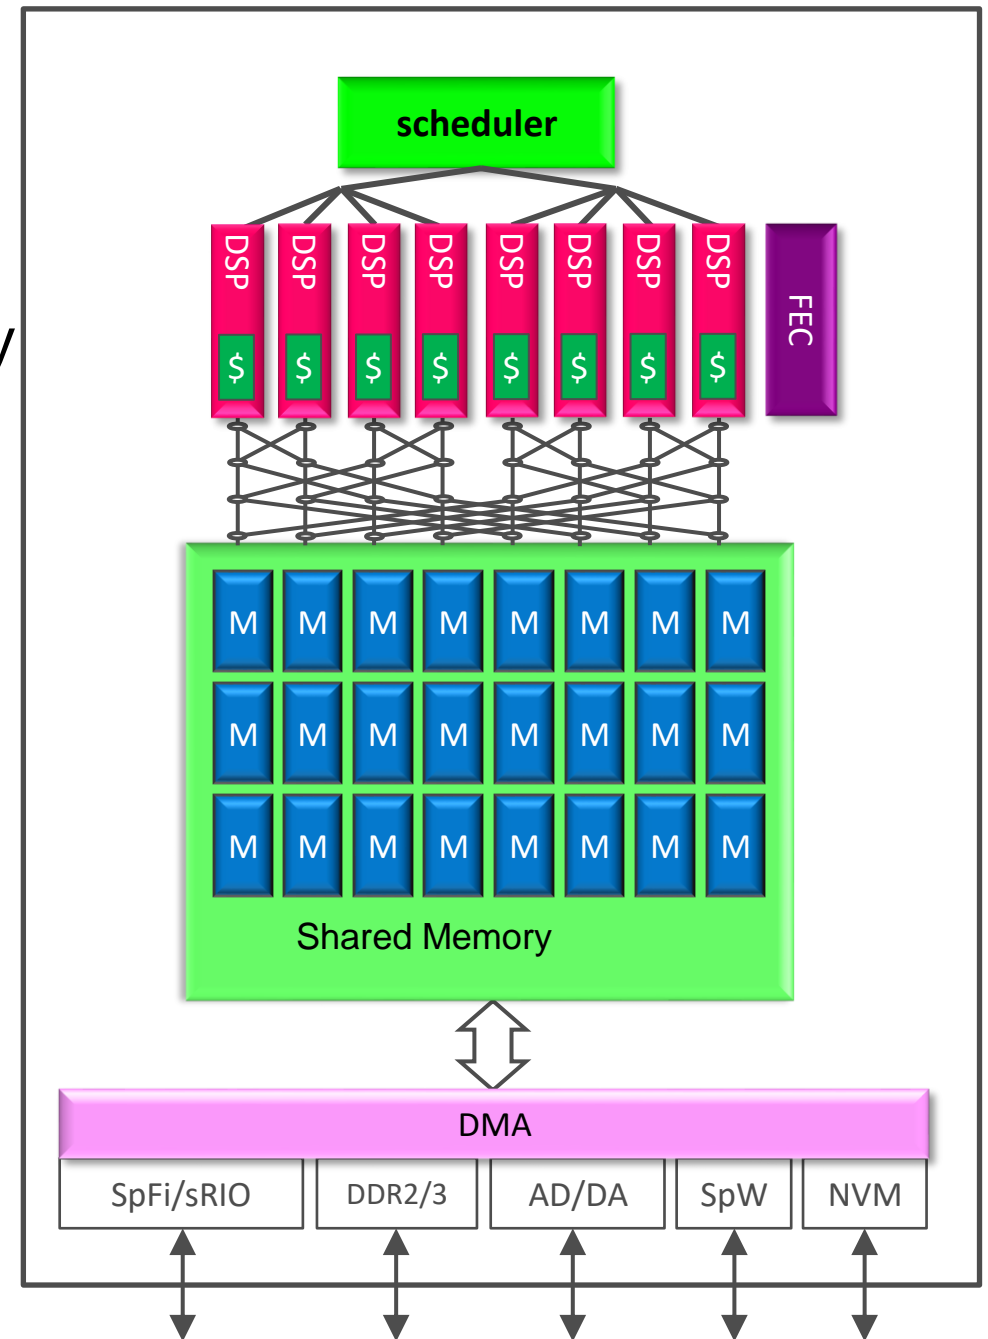 scheduler
DSP DSP DSP DSP DSP DSP DSP DSP FEC
$ $ $ $ $ $ $ $
y
M M M M M M M M
M M M M M M M M
M M M M M M M M
Shared Memory
DMA
SpFi/sRIO DDR2/3 AD/DA SpW NVM